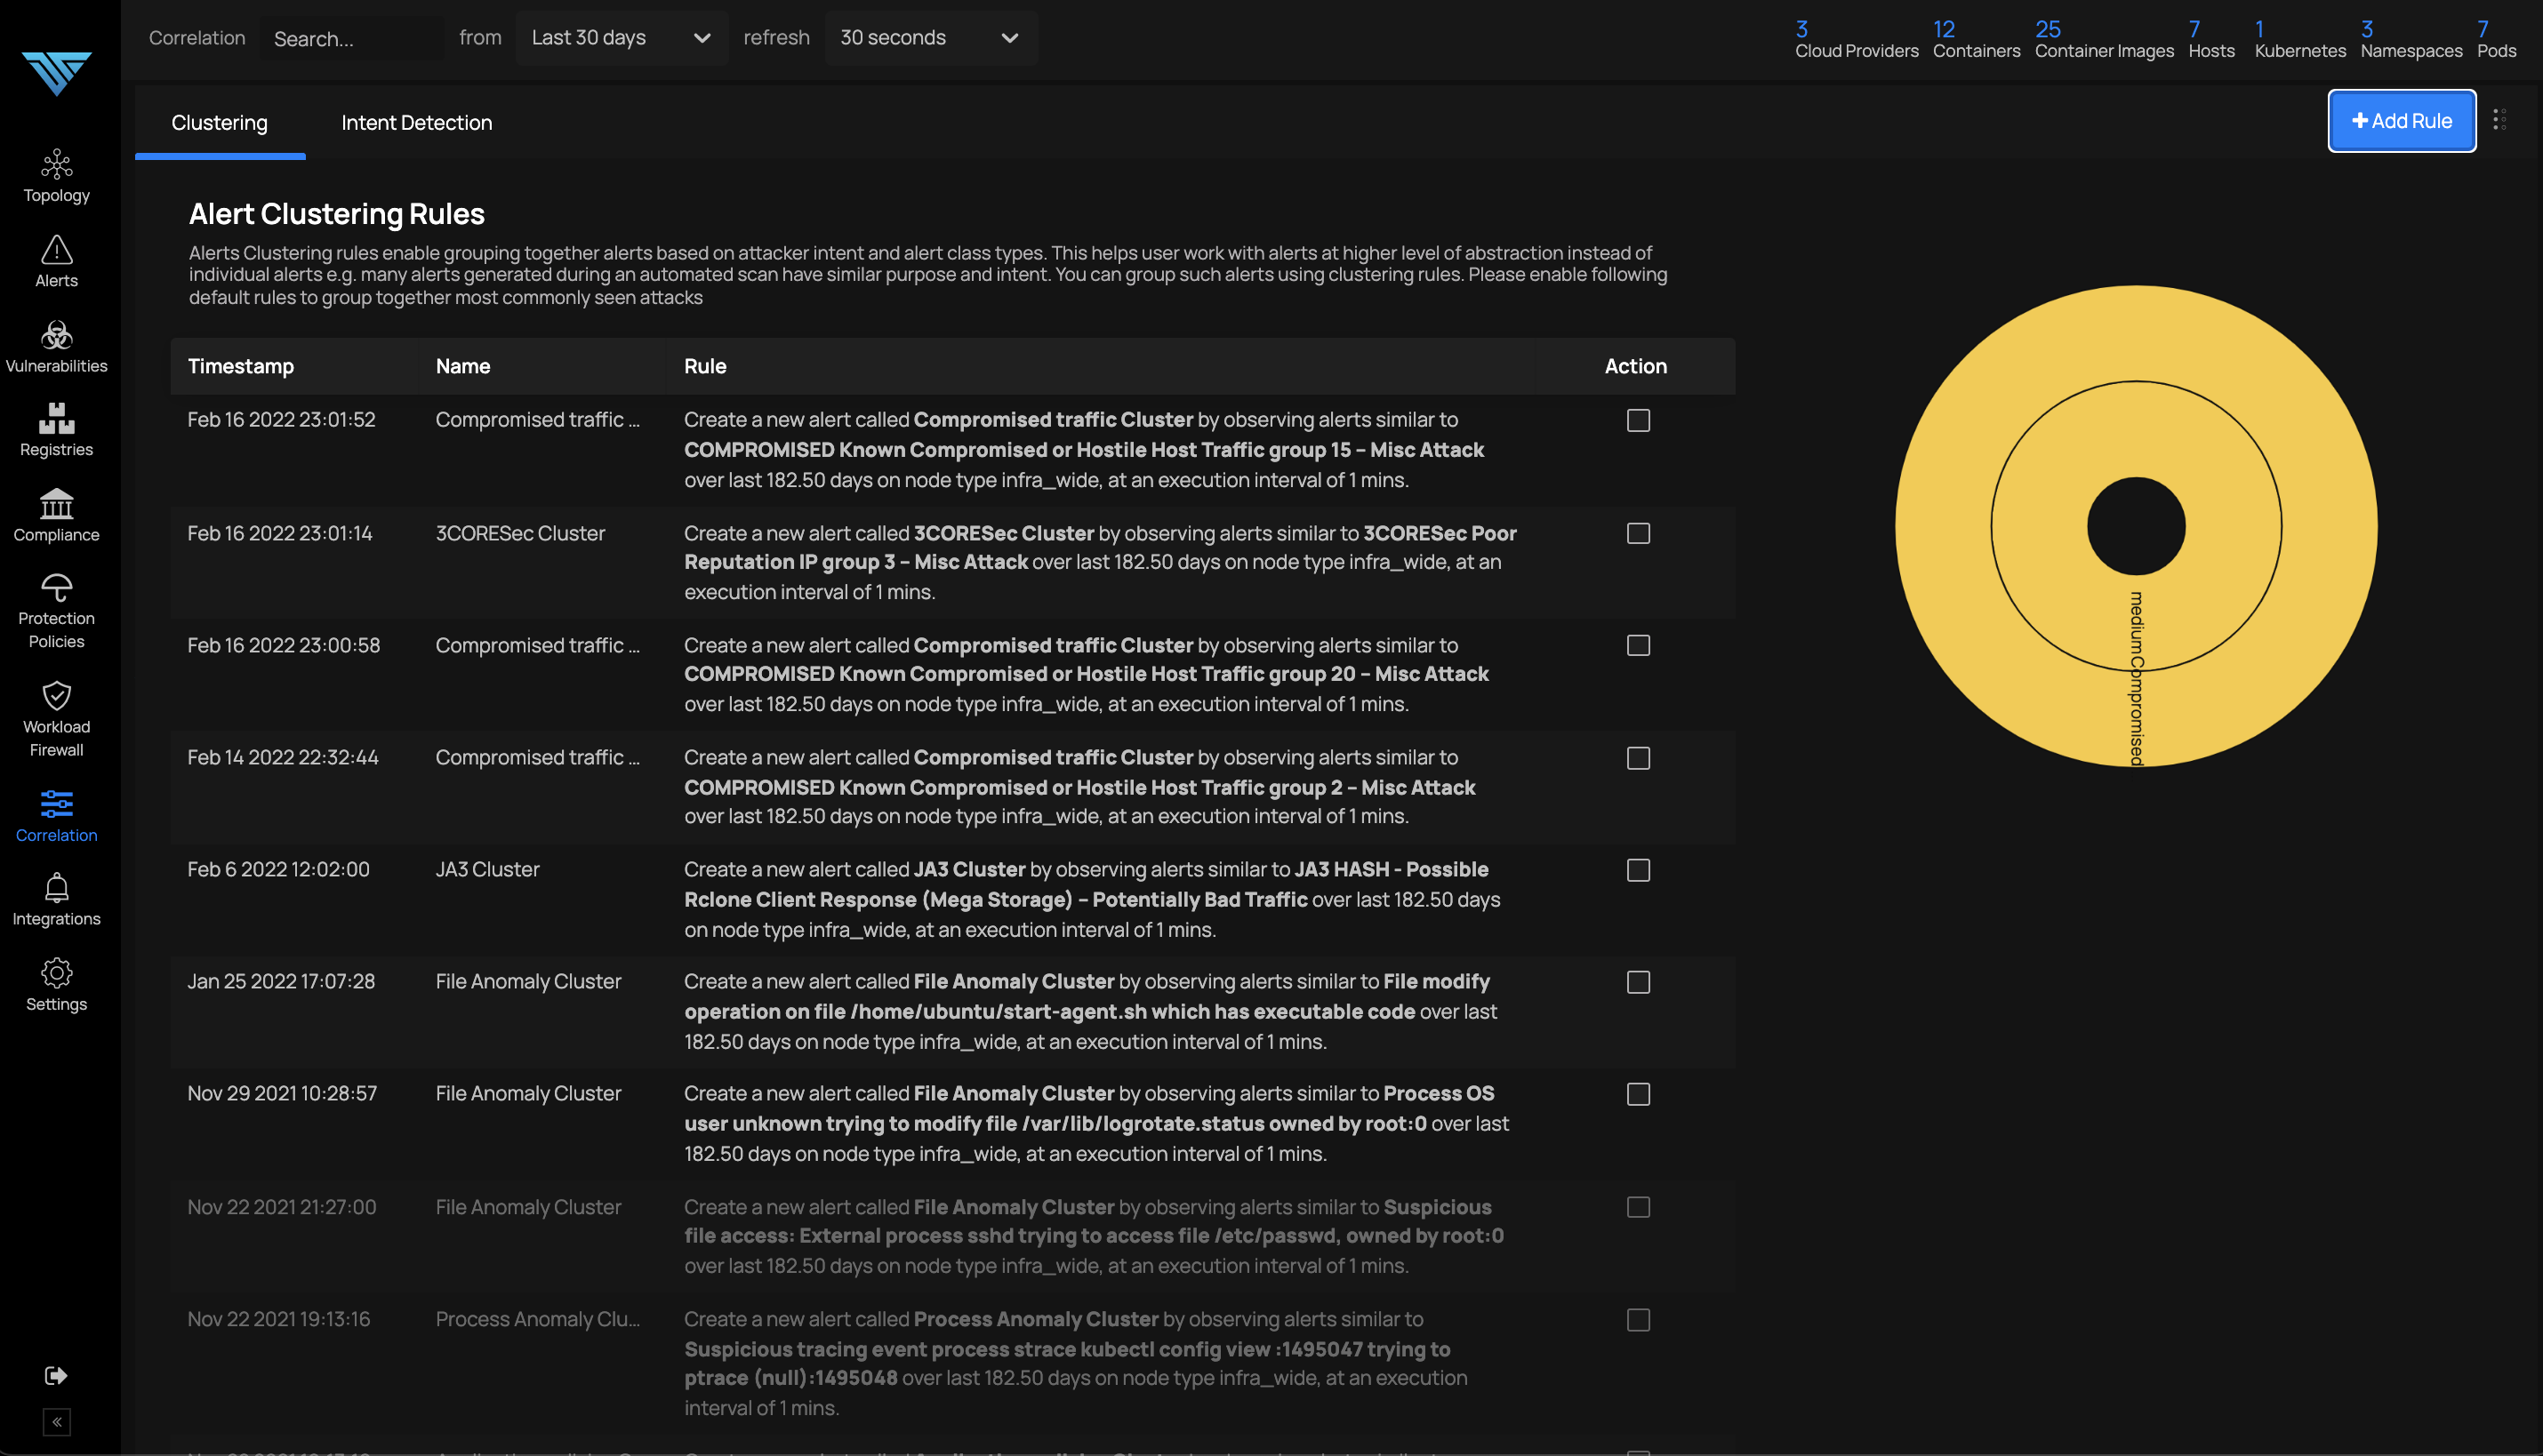 Correlation Search... from Last 30 days refresh 30 seconds
3 Cloud Providers
12 Containers
25 Container Images
7 Hosts
1 Kubernetes
3 Namespaces
7 Pods
Topology
Alerts
Vulnerabilities
Registries
Compliance
Protection
Policies
Workload
Firewall
Correlation
Integrations
Settings
Clustering Intent Detection
Add Rule
Alert Clustering Rules
Alerts Clustering rules enable grouping together alerts based on attacker intent and alert class types. This helps user work with alerts at higher level of abstraction instead of
individual alerts e.g. many alerts generated during an automated scan have similar purpose and intent. You can group such alerts using clustering rules. Please enable following
default rules to group together most commonly seen attacks
Timestamp Name Rule Action
Feb 16 2022 23:01:52 Compromised traffic ... Create a new alert called Compromised traffic Cluster by observing alerts similar to
COMPROMISED Known Compromised or Hostile Host Traffic group 15 – Misc Attack
over last 182.50 days on node type infra_wide, at an execution interval of 1 mins.
Feb 16 2022 23:01:14 3CORESec Cluster Create a new alert called 3CORESec Cluster by observing alerts similar to 3CORESec Poor
Reputation IP group 3 – Misc Attack over last 182.50 days on node type infra_wide, at an
execution interval of 1 mins.
Feb 16 2022 23:00:58 Compromised traffic ... Create a new alert called Compromised traffic Cluster by observing alerts similar to
COMPROMISED Known Compromised or Hostile Host Traffic group 20 – Misc Attack
over last 182.50 days on node type infra_wide, at an execution interval of 1 mins.
Feb 14 2022 22:32:44 Compromised traffic ... Create a new alert called Compromised traffic Cluster by observing alerts similar to
COMPROMISED Known Compromised or Hostile Host Traffic group 2 – Misc Attack
over last 182.50 days on node type infra_wide, at an execution interval of 1 mins.
Feb 6 2022 12:02:00 JA3 Cluster Create a new alert called JA3 Cluster by observing alerts similar to JA3 HASH - Possible
Rclone Client Response (Mega Storage) – Potentially Bad Traffic over last 182.50 days
on node type infra_wide, at an execution interval of 1 mins.
Jan 25 2022 17:07:28 File Anomaly Cluster Create a new alert called File Anomaly Cluster by observing alerts similar to File modify
operation on file /home/ubuntu/start-agent.sh which has executable code over last
182.50 days on node type infra_wide, at an execution interval of 1 mins.
Nov 29 2021 10:28:57 File Anomaly Cluster Create a new alert called File Anomaly Cluster by observing alerts similar to Process OS
user unknown trying to modify file /var/lib/logrotate.status owned by root:0 over last
182.50 days on node type infra_wide, at an execution interval of 1 mins.
Nov 22 2021 21:27:00 File Anomaly Cluster Create a new alert called File Anomaly Cluster by observing alerts similar to Suspicious
file access: External process sshd trying to access file /etc/passwd, owned by root:0
over last 182.50 days on node type infra_wide, at an execution interval of 1 mins.
Nov 22 2021 19:13:16 Process Anomaly Clu... Create a new alert called Process Anomaly Cluster by observing alerts similar to
Suspicious tracing event process strace kubectl config view :1495047 trying to
ptrace (null):1495048 over last 182.50 days on node type infra_wide, at an execution
interval of 1 mins.
medium
Compromised